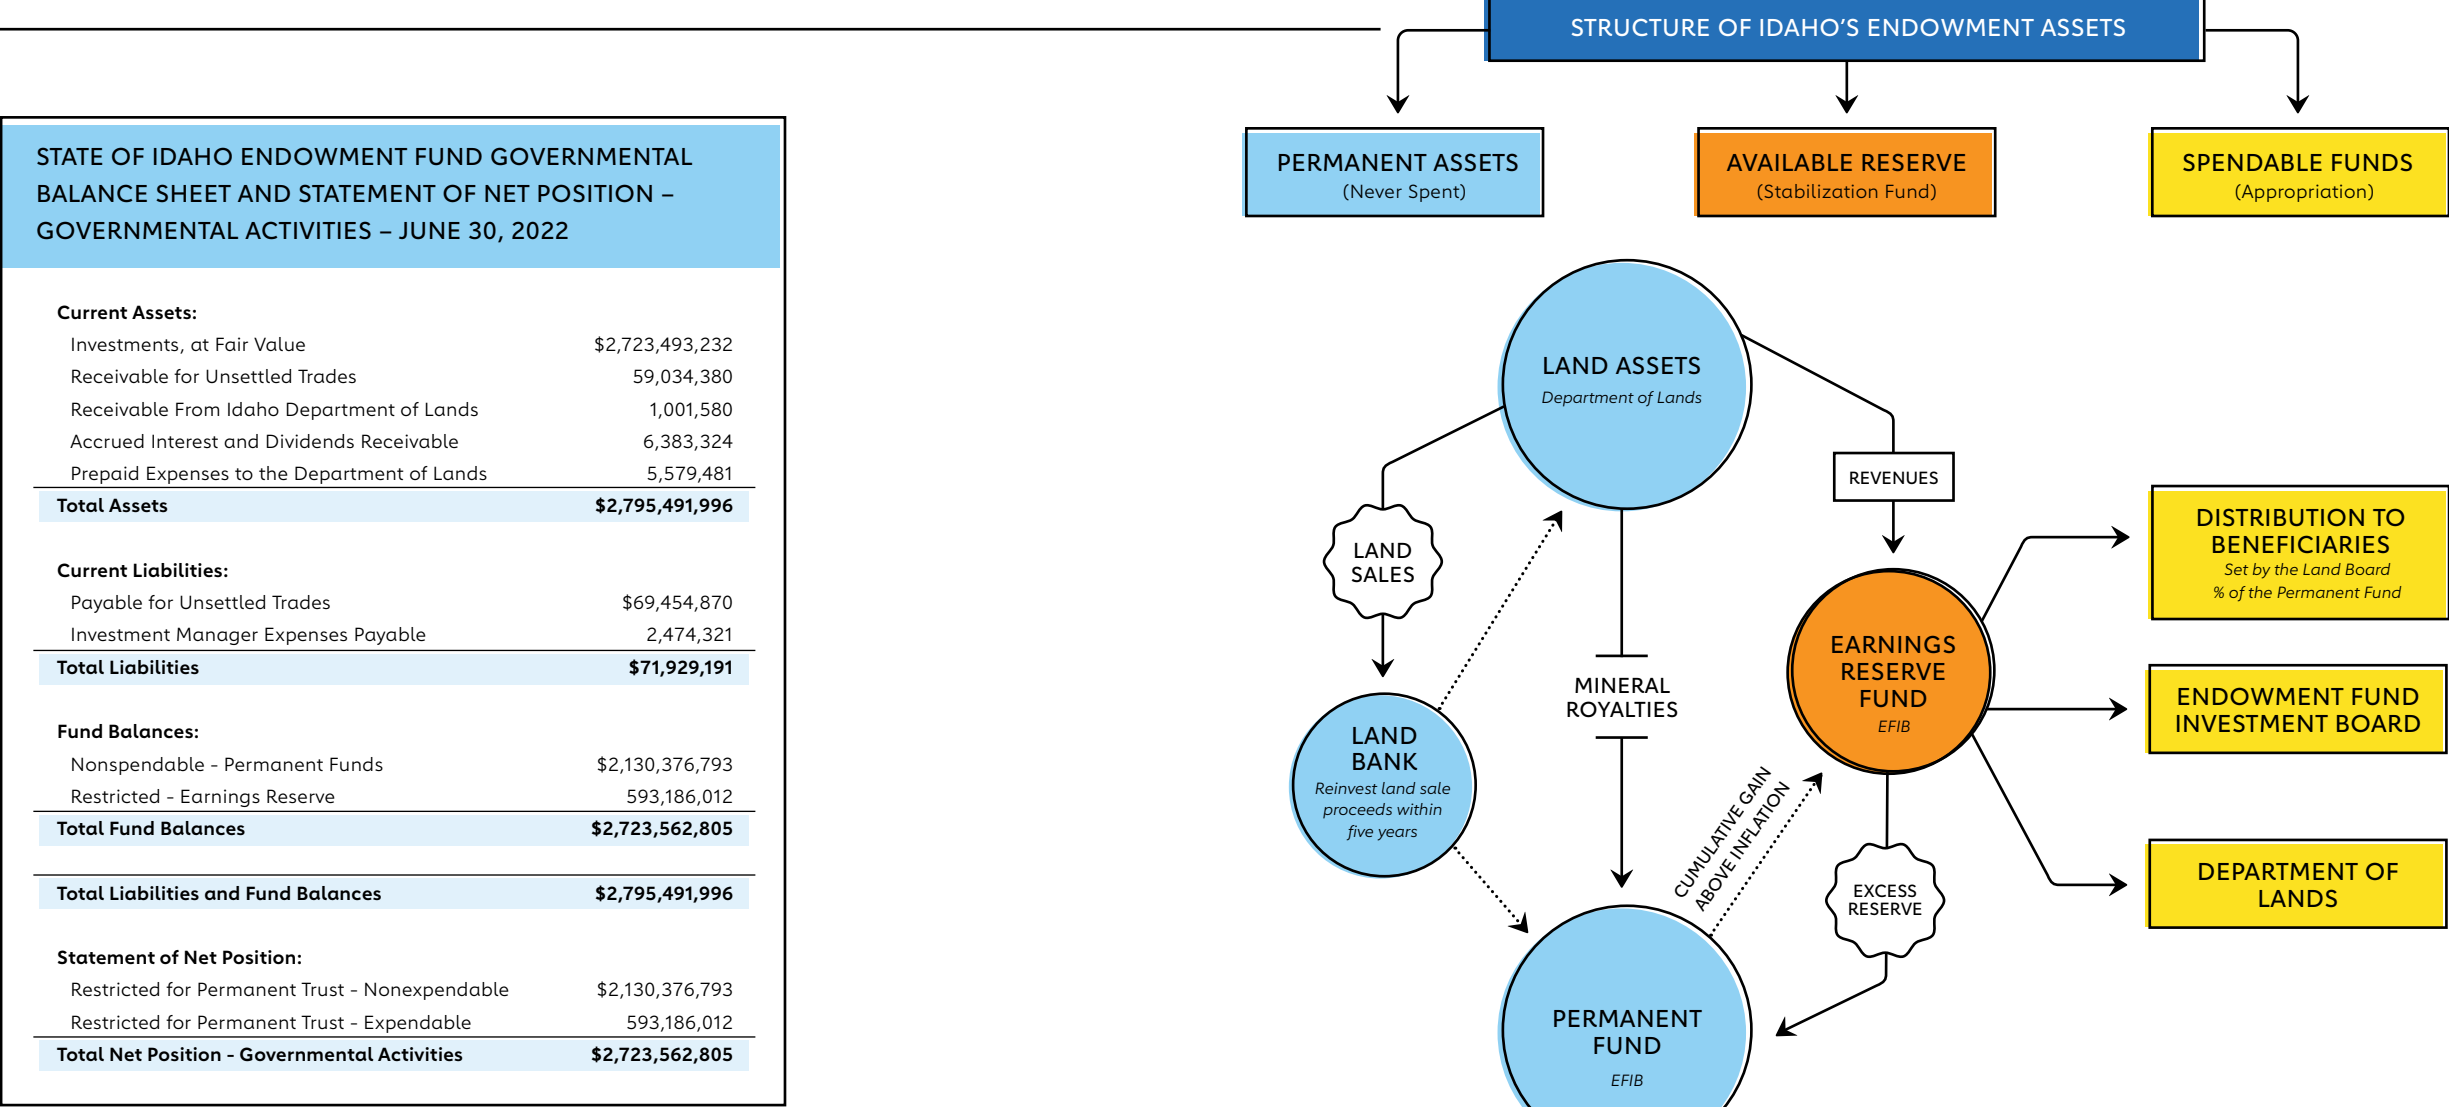 STRUCTURE OF IDAHO'S ENDOWMENT ASSETS
STATE OF IDAHO ENDOWMENT FUND GOVERNMENTAL
BALANCE SHEET AND STATEMENT OF NET POSITION –
GOVERNMENTAL ACTIVITIES – JUNE 30, 2022
Current Assets:
Investments, at Fair Value $2,723,493,232
Receivable for Unsettled Trades 59,034,380
Receivable From Idaho Department of Lands 1,001,580
Accrued Interest and Dividends Receivable 6,383,324
Prepaid Expenses to the Department of Lands 5,579,481
Total Assets $2,795,491,996
Current Liabilities:
Payable for Unsettled Trades $69,454,870
Investment Manager Expenses Payable 2,474,321
Total Liabilities $71,929,191
Fund Balances:
Nonspendable - Permanent Funds $2,130,376,793
Restricted - Earnings Reserve 593,186,012
Total Fund Balances $2,723,562,805
Total Liabilities and Fund Balances $2,795,491,996
Statement of Net Position:
Restricted for Permanent Trust - Nonexpendable $2,130,376,793
Restricted for Permanent Trust - Expendable 593,186,012
Total Net Position - Governmental Activities $2,723,562,805
PERMANENT ASSETS
(Never Spent)
AVAILABLE RESERVE
(Stabilization Fund)
SPENDABLE FUNDS
(Appropriation)
LAND ASSETS
Department of Lands
REVENUES
LAND
SALES
LAND
BANK
Reinvest land sale
proceeds within
five years
MINERAL
ROYALTIES
EARNINGS
RESERVE
FUND
EFIB
CUMULATIVE GAIN
ABOVE INFLATION
EXCESS
RESERVE
PERMANENT
FUND
EFIB
DISTRIBUTION TO
BENEFICIARIES
Set by the Land Board
% of the Permanent Fund
ENDOWMENT FUND
INVESTMENT BOARD
DEPARTMENT OF
LANDS